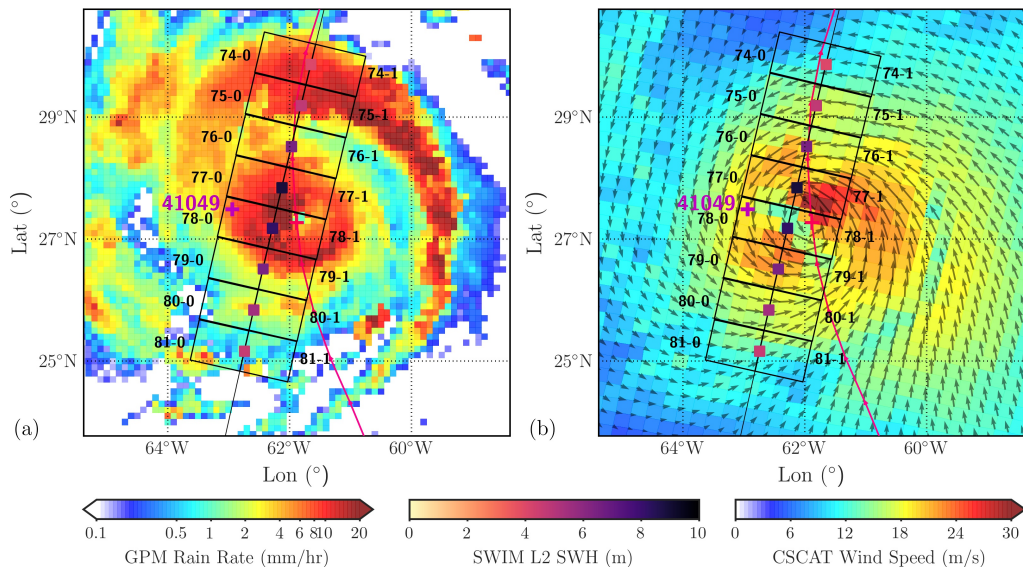 74-0
74-1
75-0
75-1
76-0
76-1
77-0
77-1
41049
78-0
78-1
79-0
79-1
80-0
80-1
81-0
81-1
29°N
27°N
25°N
Lat (°)
(a)
64°W 62°W 60°W
Lon (°)
74-0
74-1
75-0
75-1
76-0
76-1
77-0
77-1
41049
78-0
78-1
79-0
79-1
80-0
80-1
81-0
81-1
29°N
27°N
25°N
Lat (°)
(b)
64°W 62°W 60°W
Lon (°)
0.1 0.5 1 2 4 6 8 10 20
GPM Rain Rate (mm/hr)
0 2 4 6 8 10
SWIM L2 SWH (m)
0 6 12 18 24 30
CSCAT Wind Speed (m/s)